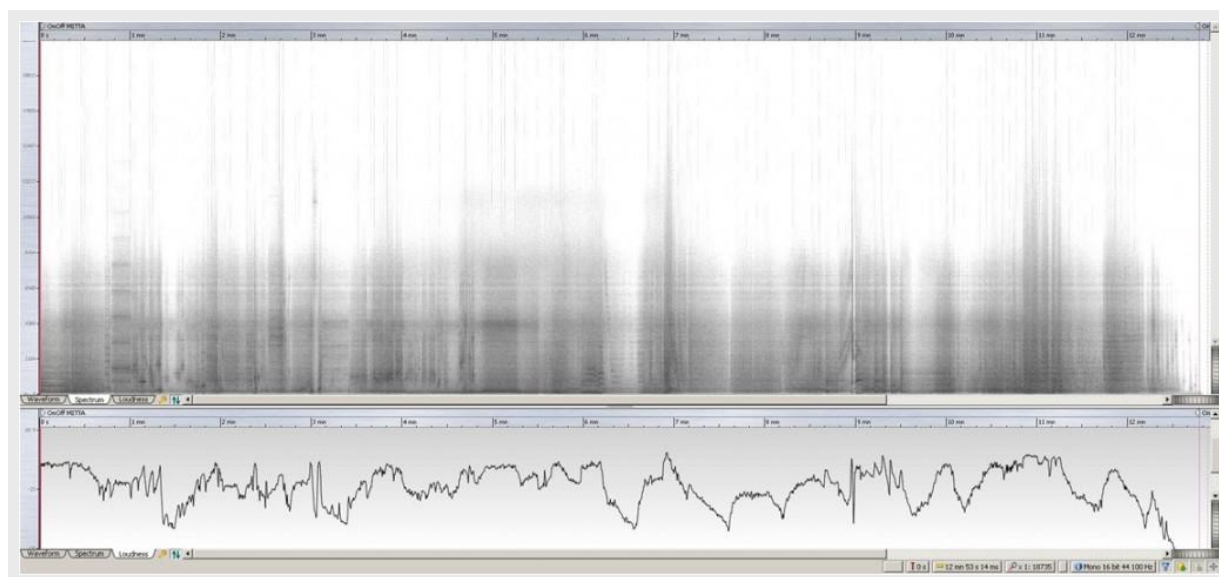 OnOff MITTA
0 s 1 mn 2 mn 3 mn 4 mn 5 mn 6 mn 7 mn 8 mn 9 mn 10 mn 11 mn 12 mn
Waveform Spectrum Loudness
OnOff MITTA
0 s 1 mn 2 mn 3 mn 4 mn 5 mn 6 mn 7 mn 8 mn 9 mn 10 mn 11 mn 12 mn
Waveform Spectrum Loudness
0 s 12 mn 53 s 14 ms x 1: 18735 Mono 16 bit 44 100 Hz